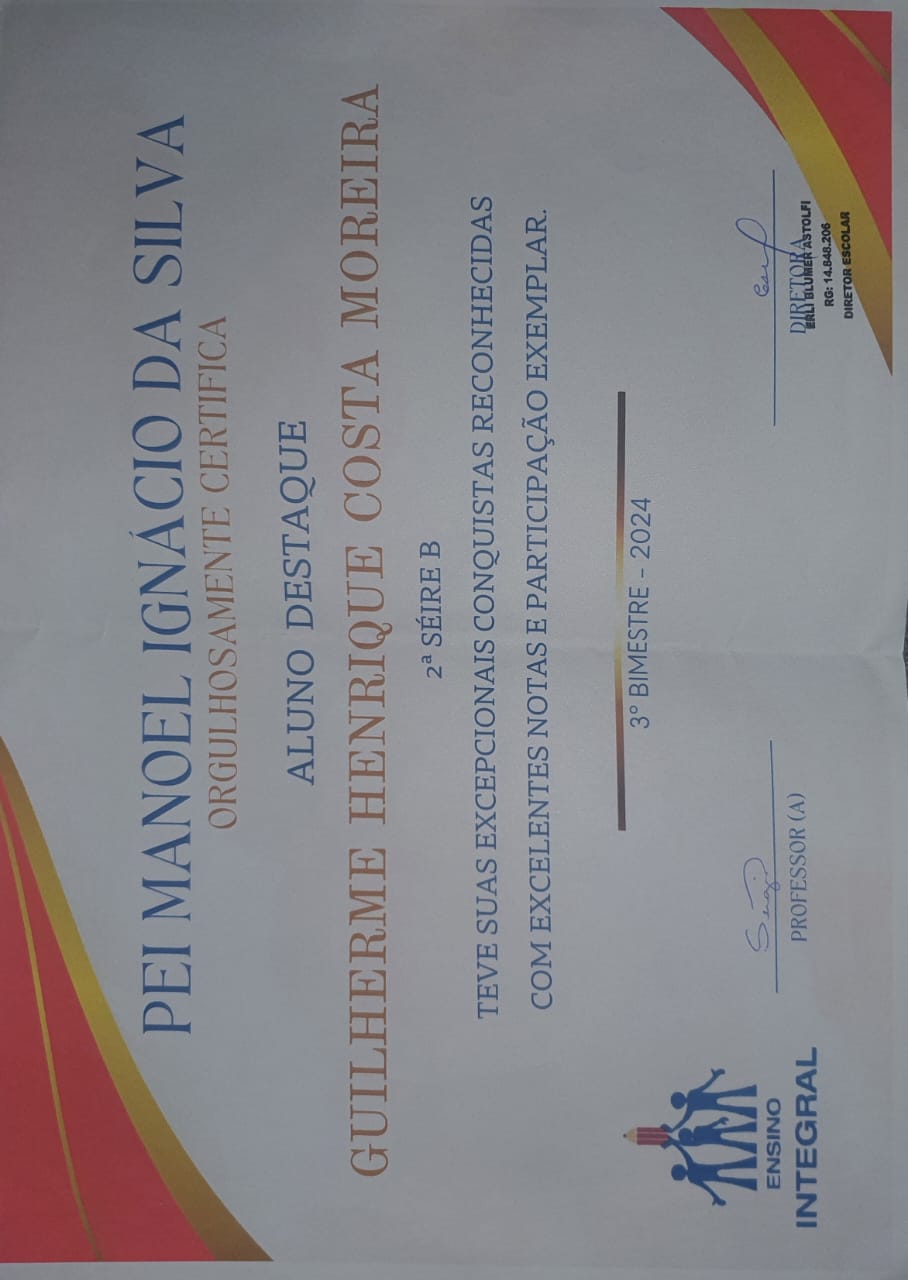 PEI MANOEL IGNÁCIO DA SILVA
ORGULHOSAMENTE CERTIFICA
ALUNO DESTAQUE
GUILHERME HENRIQUE COSTA MOREIRA
2ª SÉIRE B
TEVE SUAS EXCEPCIONAIS CONQUISTAS RECONHECIDAS
COM EXCELENTES NOTAS E PARTICIPAÇÃO EXEMPLAR.
3º BIMESTRE - 2024
ENSINO
INTEGRAL
PROFESSOR (A)
DIRETORA
ERLI BLUMER ASTOLFI
RG: 14.848.206
DIRETOR ESCOLAR